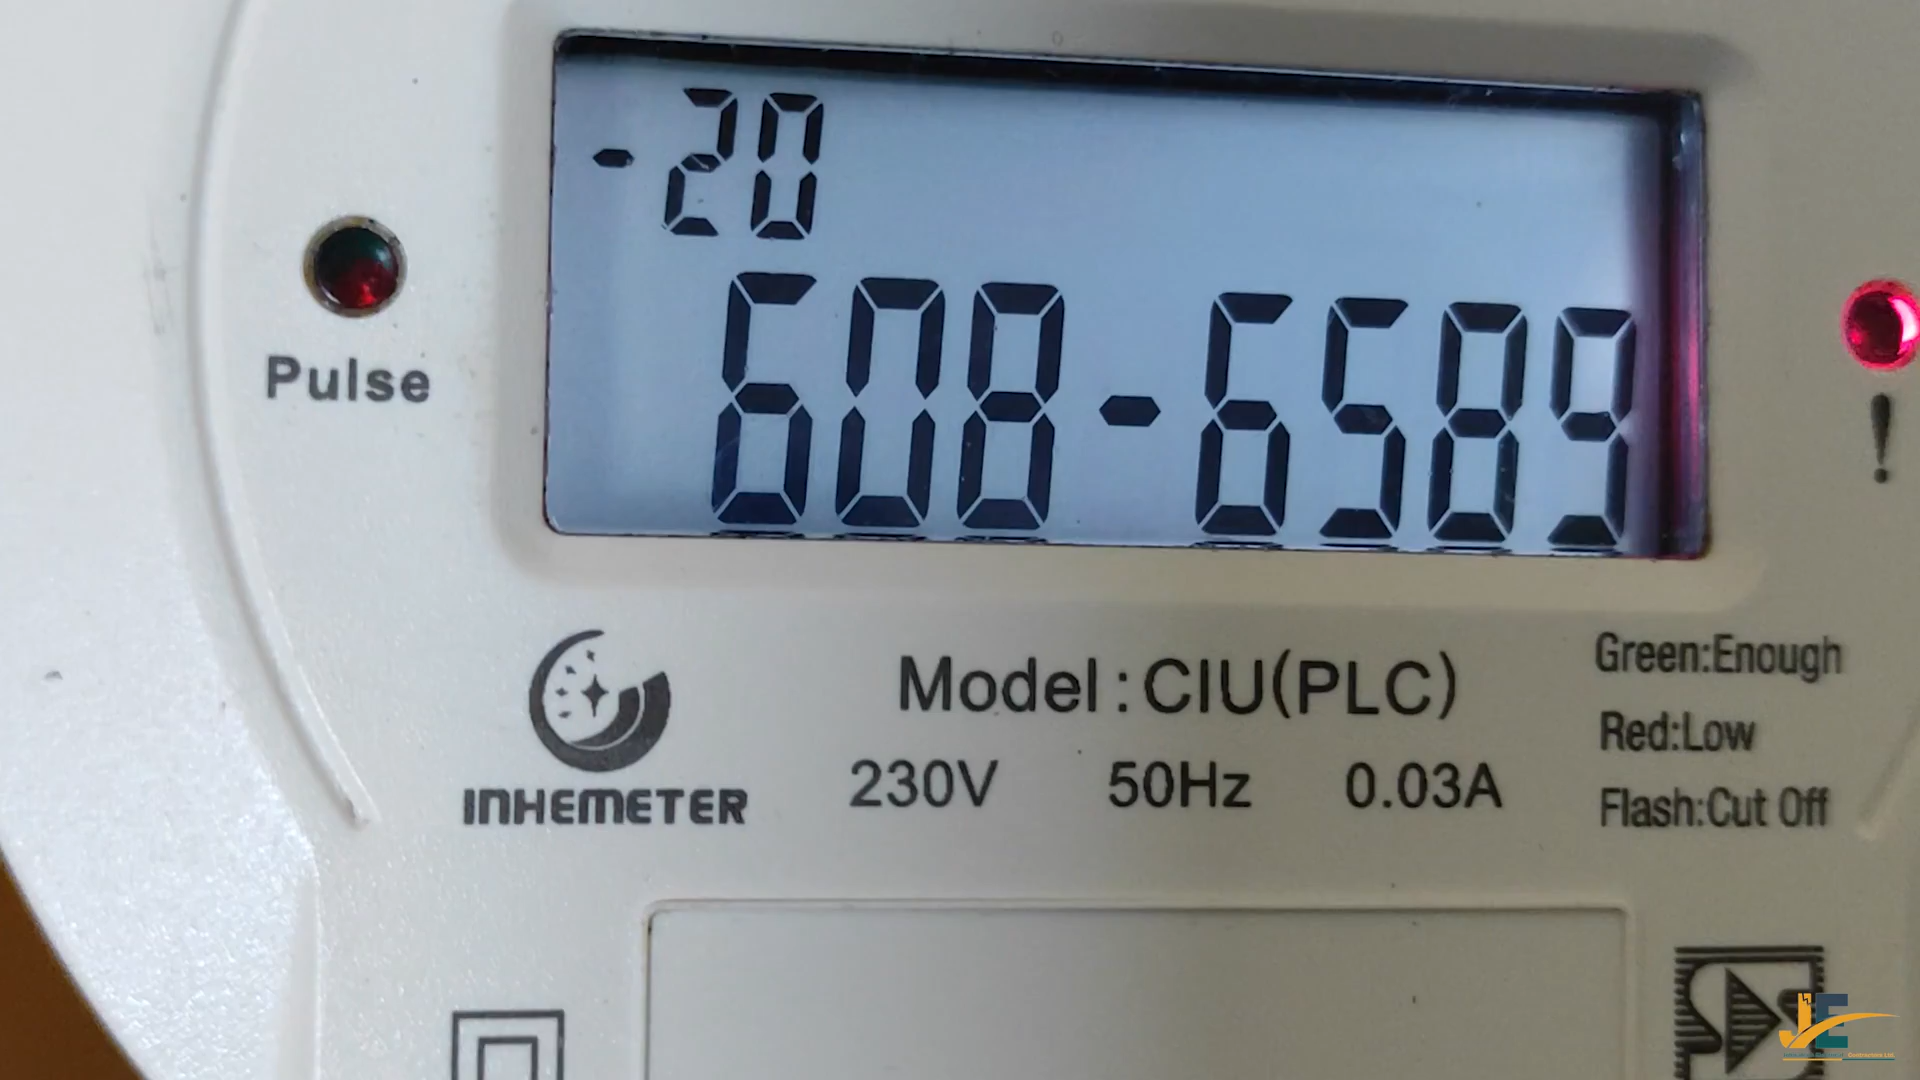 -20
608-6589
Pulse
!
INHEMETER
Model:CIU(PLC)
230V 50Hz 0.03A
Green:Enough
Red:Low
Flash:Cut Off
JE